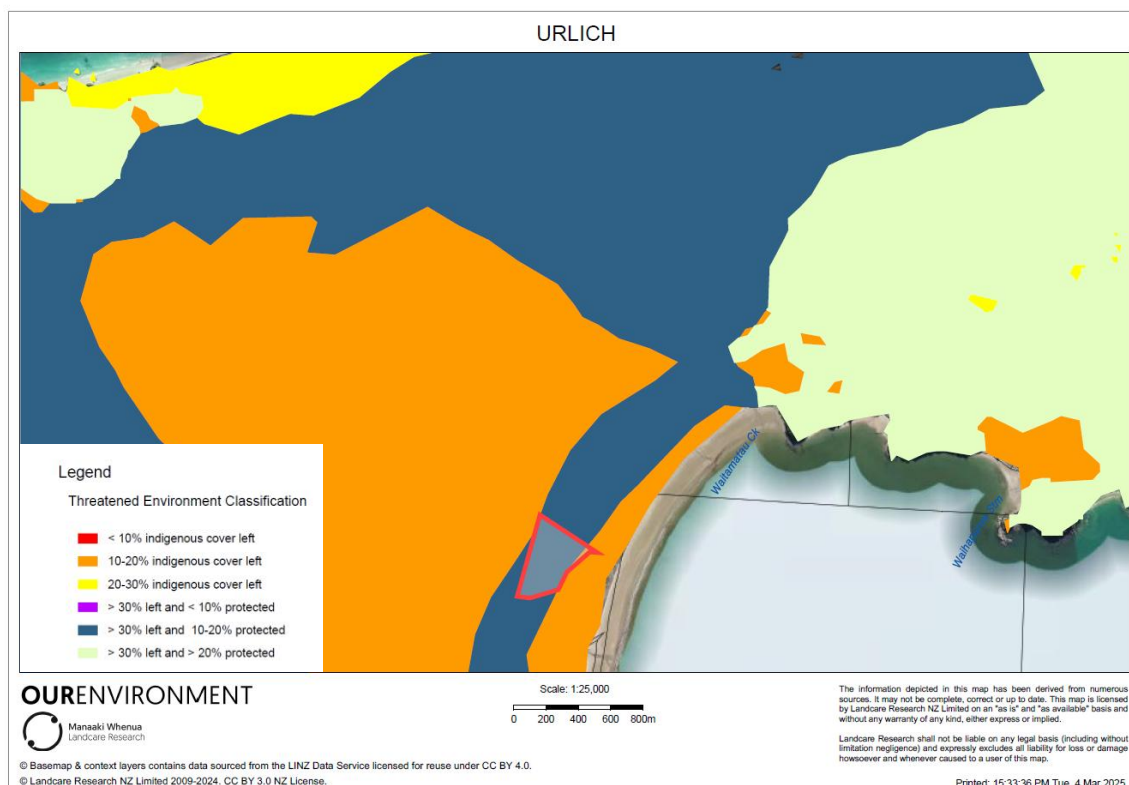 URLICH
Waitamatau Ck
Legend
Threatened Environment Classification
< 10% indigenous cover left
10-20% indigenous cover left
20-30% indigenous cover left
> 30% left and < 10% protected
> 30% left and 10-20% protected
> 30% left and > 20% protected
OURENVIRONMENT
Manaaki Whenua
Landcare Research
Scale: 1:25,000
0 200 400 600 800m
The information depicted in this map has been derived from numerous
sources. It may not be complete, correct or up to date. This map is licensed
by Landcare Research NZ Limited on an "as is" and "as available" basis and
without any warranty of any kind, either express or implied.
Landcare Research shall not be liable on any legal basis (including without
limitation negligence) and expressly excludes all liability for loss or damage
howsoever and whenever caused to a user of this map.
© Basemap & context layers contains data sourced from the LINZ Data Service licensed for reuse under CC BY 4.0.
© Landcare Research NZ Limited 2009-2024. CC BY 3.0 NZ License.
Printed: 15:33:36 PM Tue, 4 Mar 2025